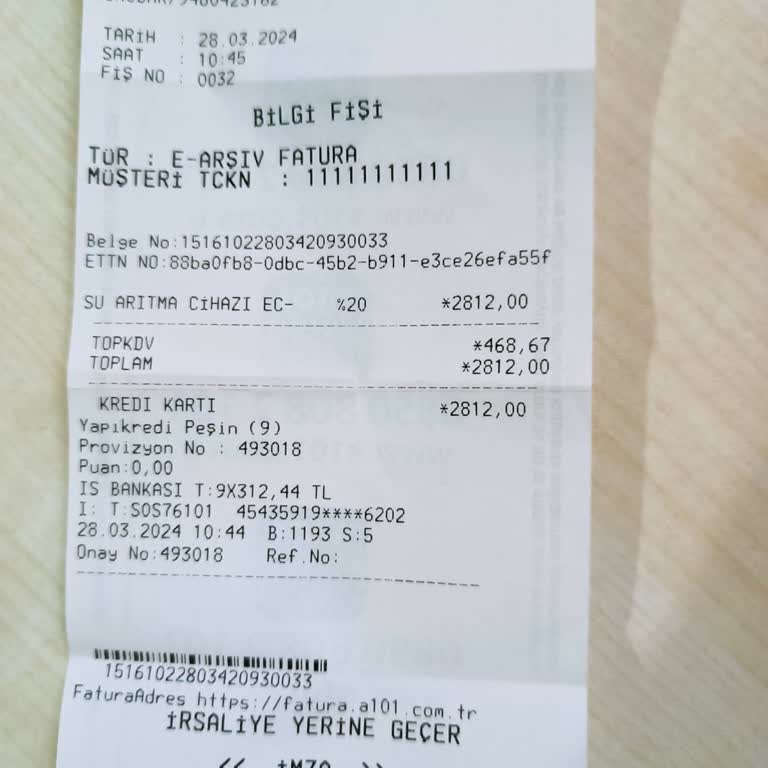 TARİH : 28.03.2024
SAAT : 10:45
FİŞ NO : 0032
BİLGİ FİŞİ
TÜR : E-ARŞIV FATURA
MÜŞTERİ TCKN : 11111111111
Belge No:15161022803420930033
ETTN NO:88ba0fb8-0dbc-45b2-b911-e3ce26efa55f
SU ARITMA CİHAZI EC- %20 *2812,00
TOPKDV *468,67
TOPLAM *2812,00
KREDI KARTI *2812,00
Yapıkredi Peşin (9)
Provizyon No : 493018
Puan:0,00
IS BANKASI T:9X312,44 TL
I: T:SOS76101 45435919****6202
28.03.2024 10:44 B:1193 S:5
Onay No:493018 Ref.No:
15161022803420930033
FaturaAdres https://fatura.a101.com.tr
İRSALİYE YERİNE GEÇER
<< İMZA >>